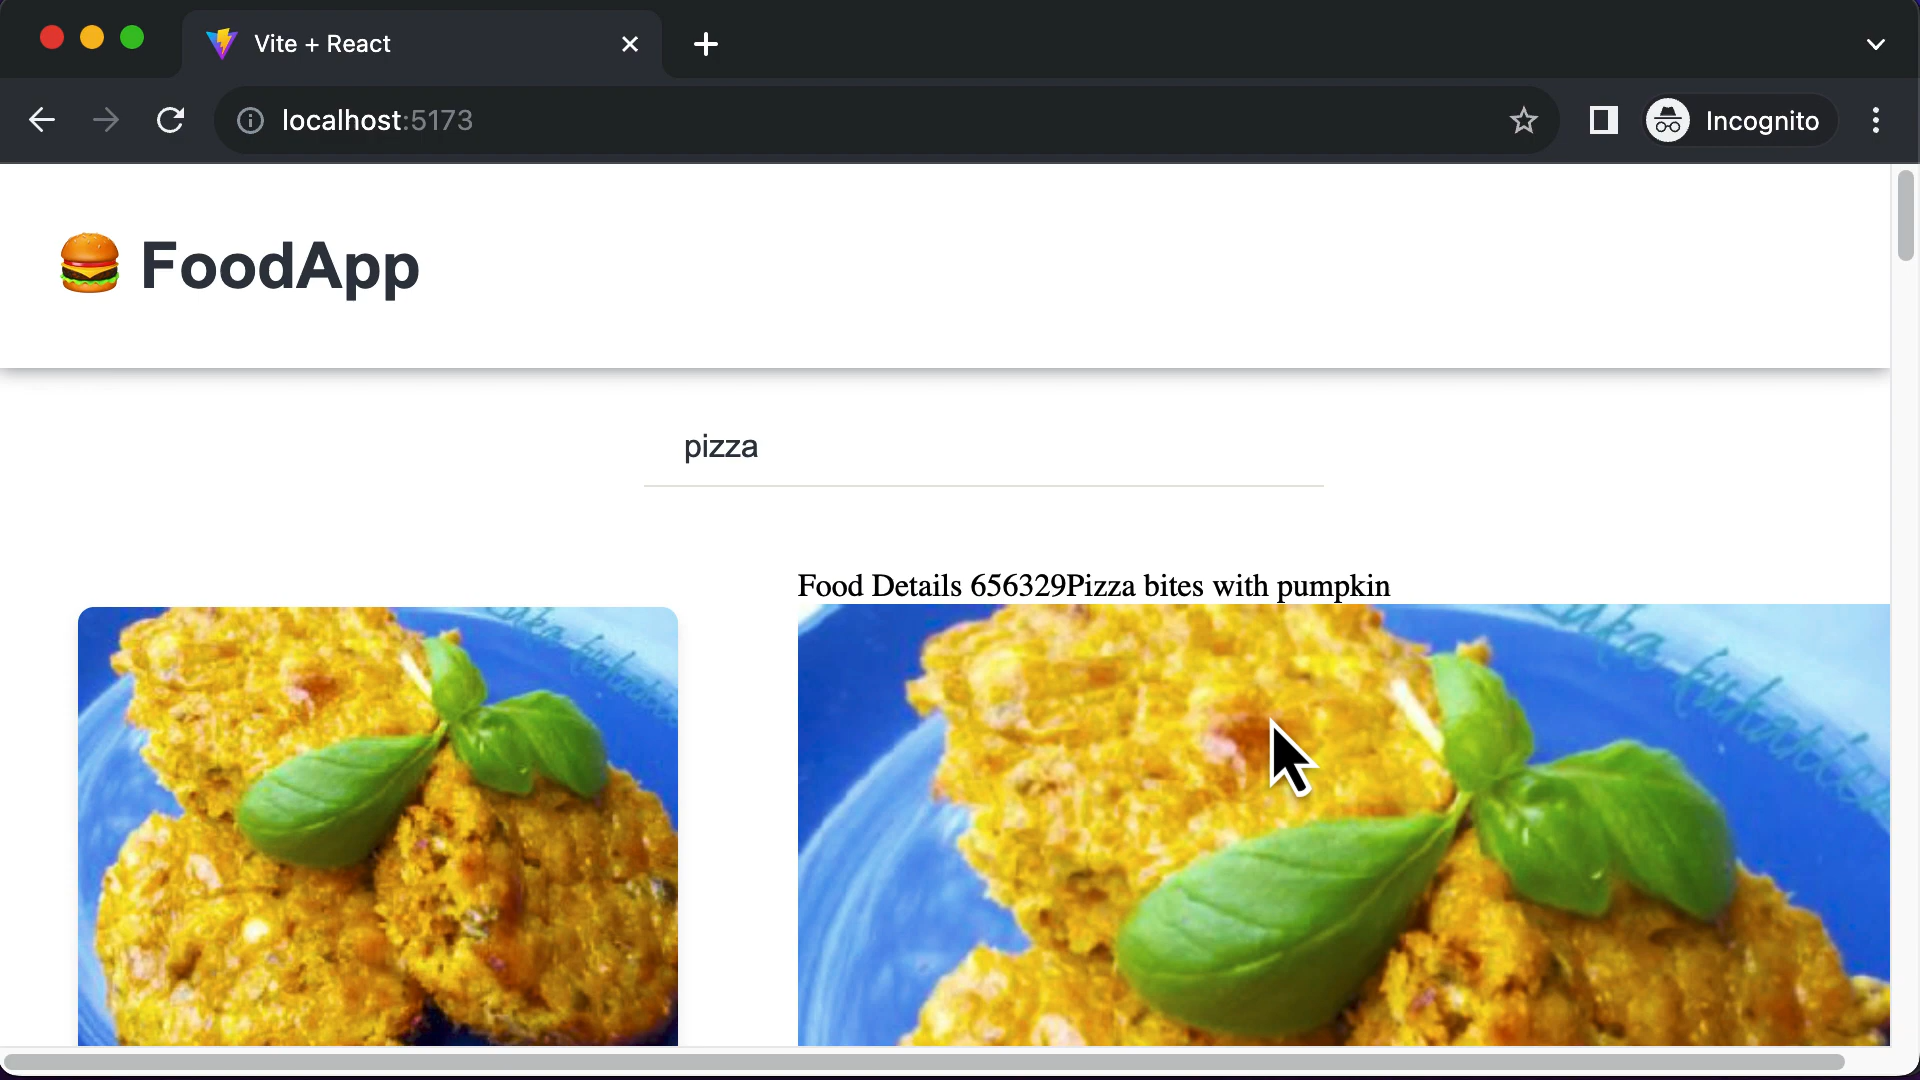 Vite + React
localhost:5173
Incognito
FoodApp
pizza
Food Details 656329Pizza bites with pumpkin